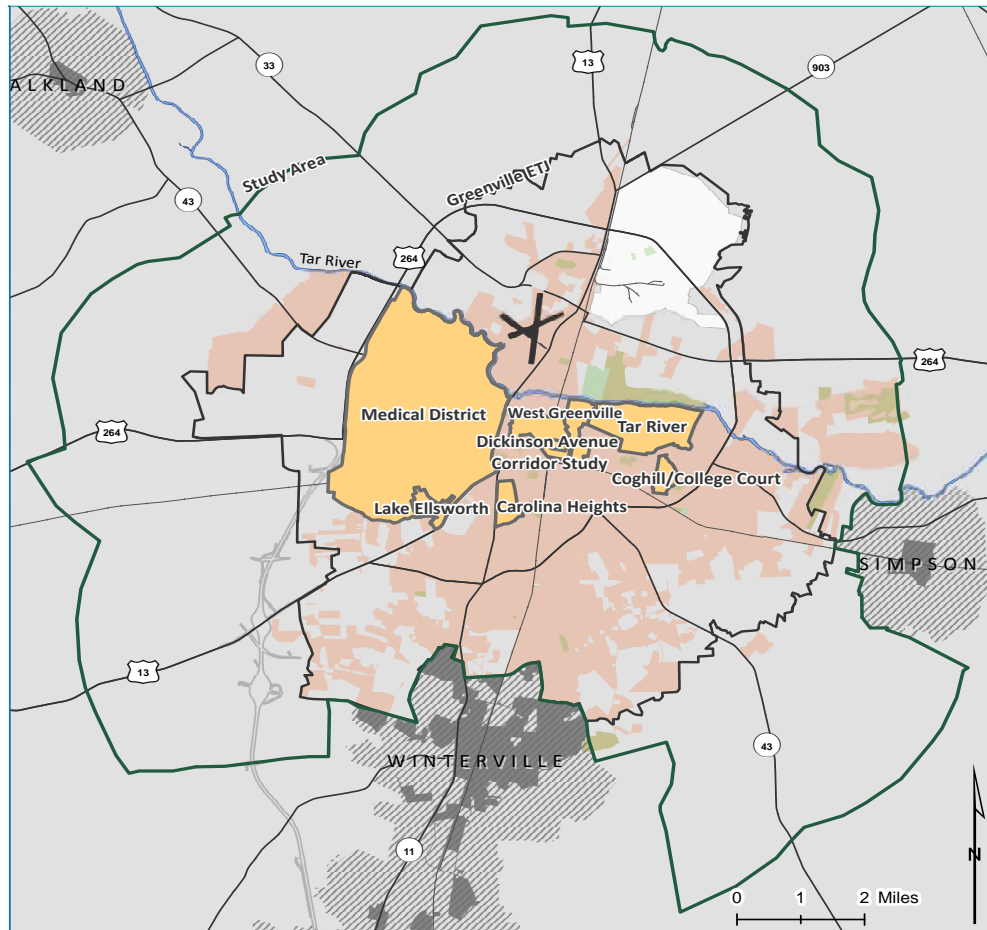 13
33
903
ALKLAND
Study Area
Greenville ETJ
43
Tar River
264
264
Medical District
West Greenville
Tar River
264
Dickinson Avenue
Corridor Study
Coghill/College Court
Lake Ellsworth
Carolina Heights
SIMPSON
13
43
WINTERVILLE
11
N
0 1 2 Miles